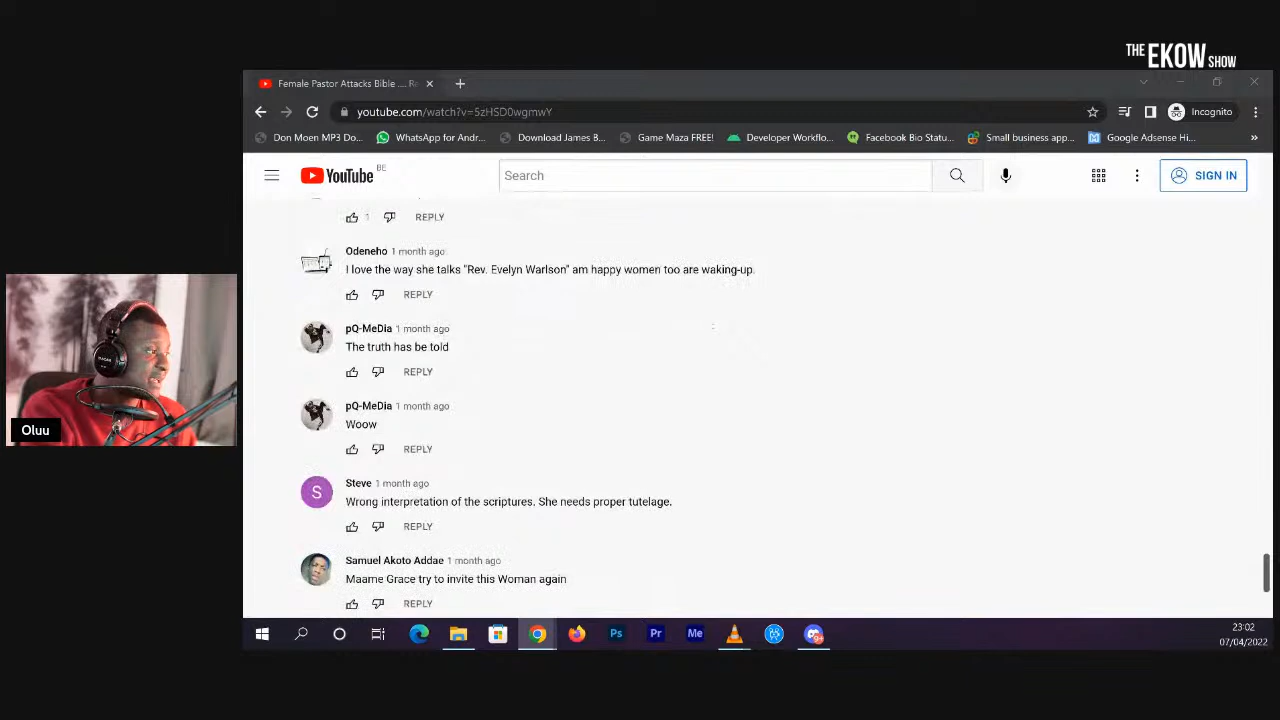 THE EKOW SHOW
Female Pastor Attacks Bible .... Re
youtube.com/watch?v=5zHSD0wgmwY
Incognito
Don Moen MP3 Do...
WhatsApp for Andr...
Download James B...
Game Maza FREE!
Developer Workflo...
Facebook Bio Statu...
Small business app...
Google Adsense Hi...
»
YouTube BE
Search
SIGN IN
1 REPLY
Odeneho 1 month ago
I love the way she talks "Rev. Evelyn Warlson" am happy women too are waking-up.
REPLY
pQ-MeDia 1 month ago
The truth has be told
REPLY
pQ-MeDia 1 month ago
Woow
REPLY
Oluu
S
Steve 1 month ago
Wrong interpretation of the scriptures. She needs proper tutelage.
REPLY
Samuel Akoto Addae 1 month ago
Maame Grace try to invite this Woman again
REPLY
Ps
Pr
Me
23:02
07/04/2022